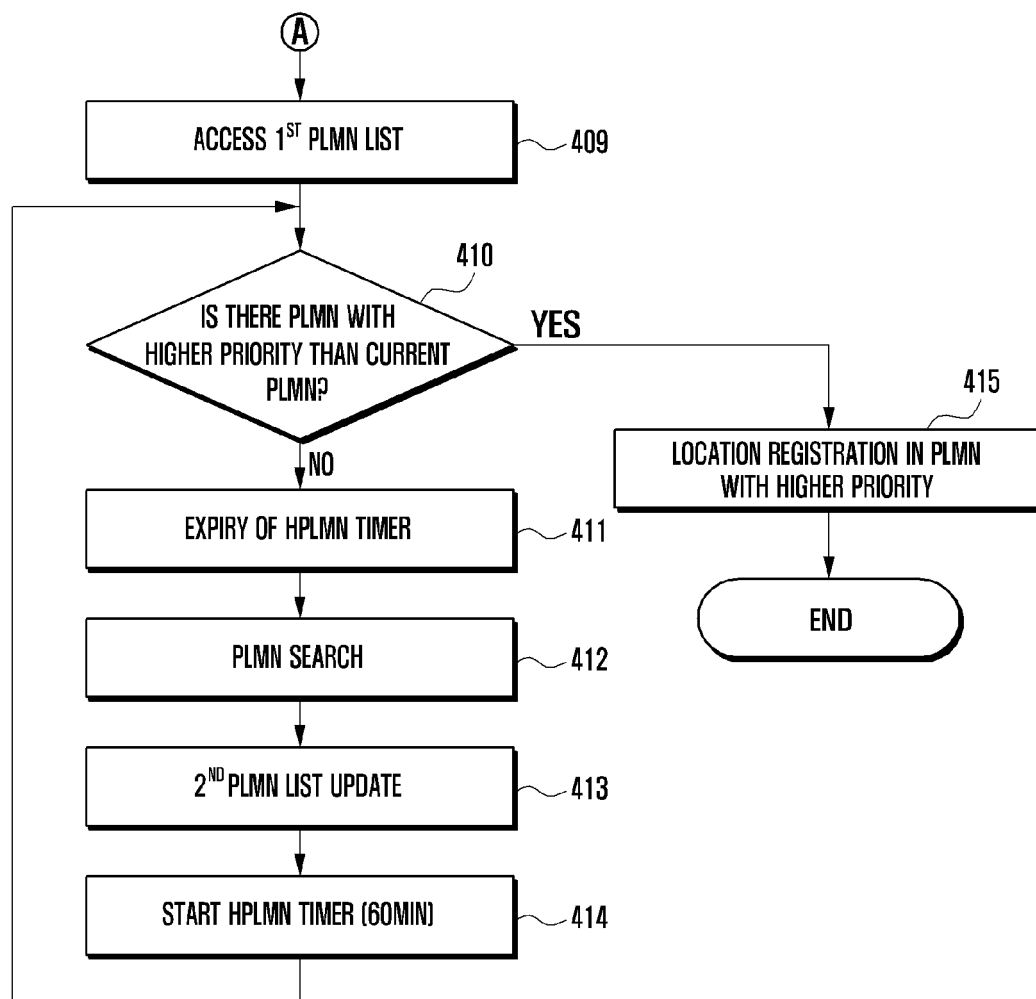 A
ACCESS 1ST PLMN LIST
409
410
IS THERE PLMN WITH
HIGHER PRIORITY THAN CURRENT
PLMN?
YES
415
LOCATION REGISTRATION IN PLMN
WITH HIGHER PRIORITY
NO
EXPIRY OF HPLMN TIMER
411
END
PLMN SEARCH
412
2ND PLMN LIST UPDATE
413
START HPLMN TIMER (60MIN)
414